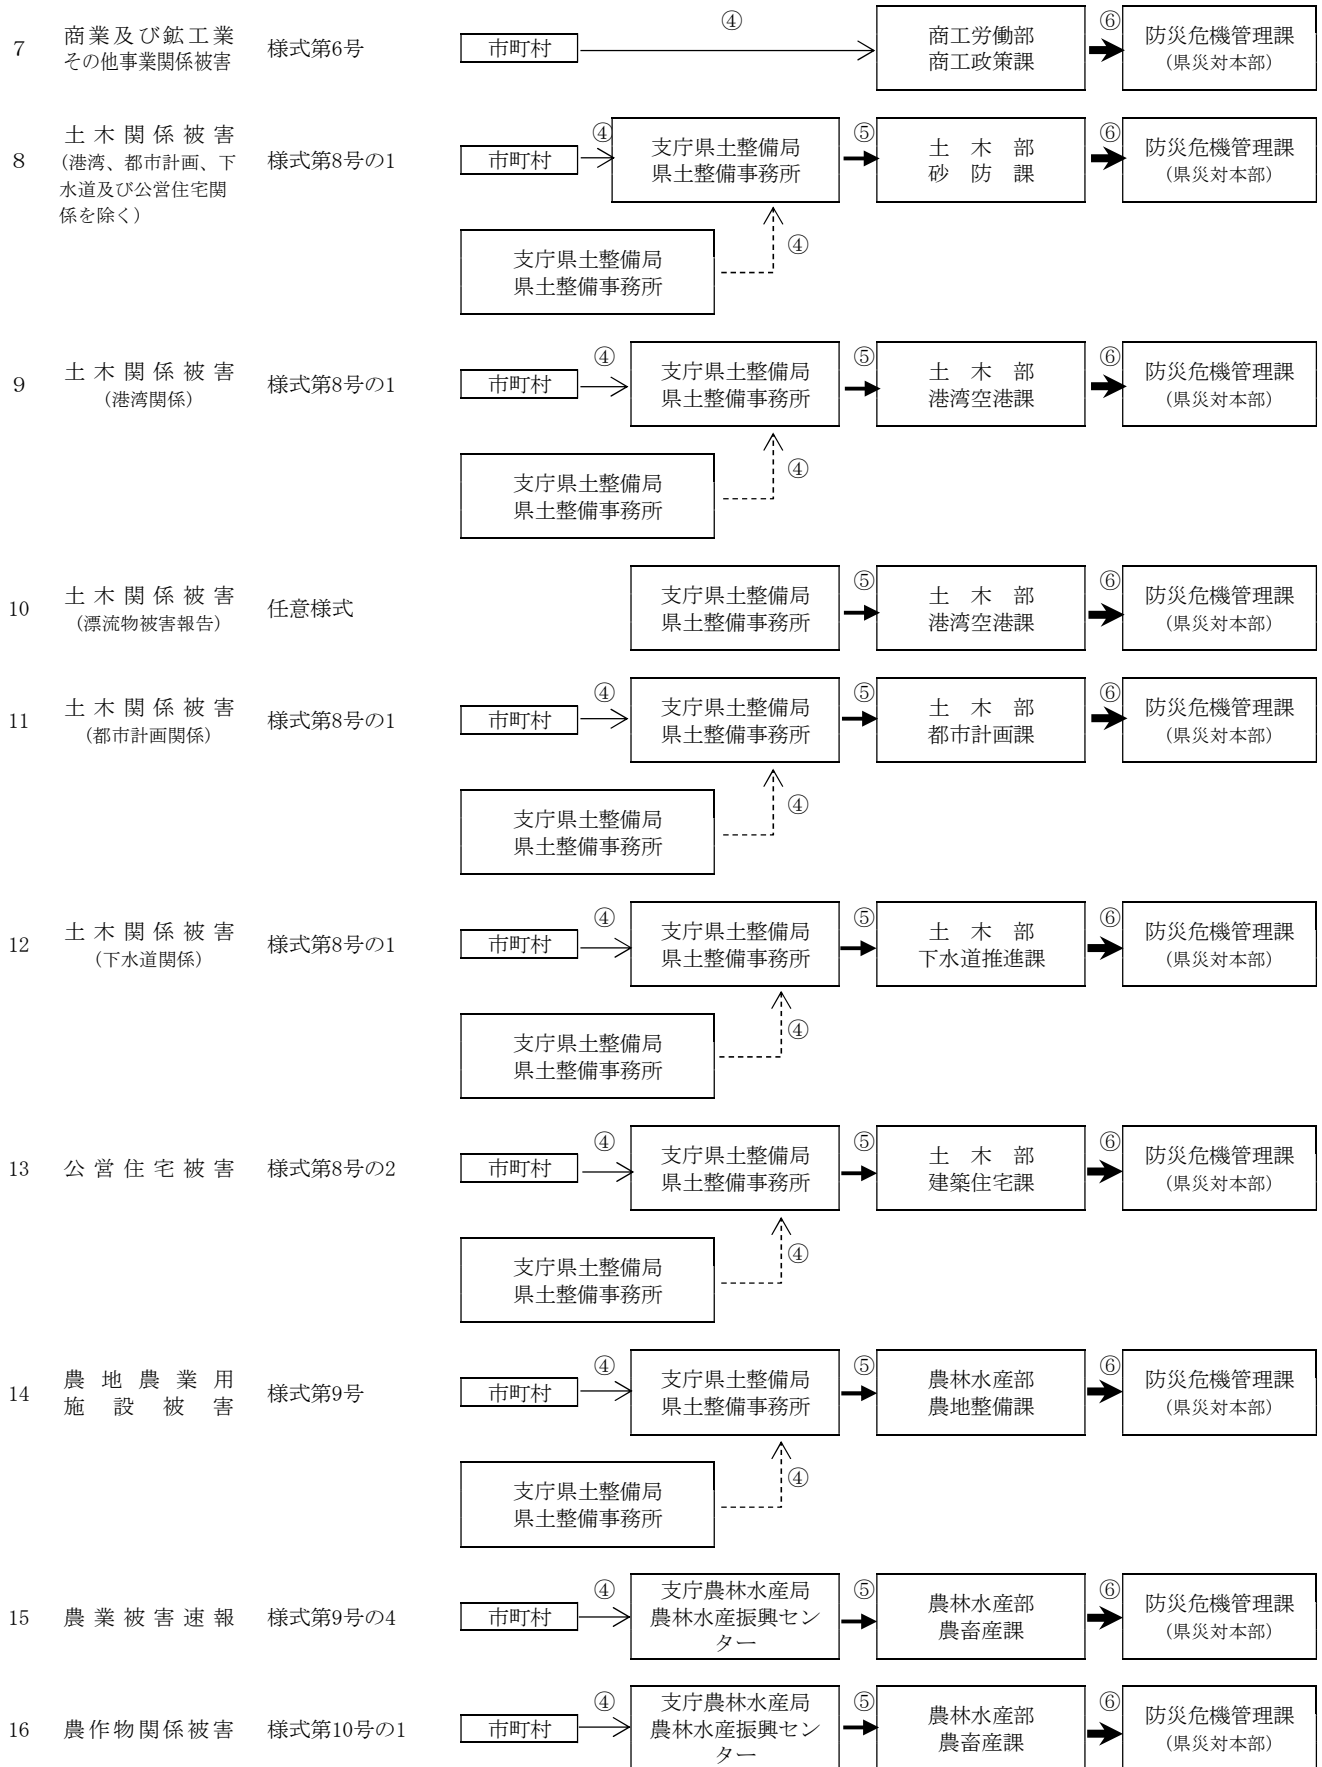 ④
7 商業及び鉱工業 その他事業関係被害 様式第6号 市町村 商工労働部 商工政策課 ⑥ 防災危機管理課 (県災対本部)
8 土木関係被害 (港湾、都市計画、下水道及び公営住宅関係を除く) 様式第8号の1 市町村 ④ 支庁県土整備局 県土整備事務所 ⑤ 土木部 砂防課 ⑥ 防災危機管理課 (県災対本部)
支庁県土整備局 県土整備事務所 ④
9 土木関係被害 (港湾関係) 様式第8号の1 市町村 ④ 支庁県土整備局 県土整備事務所 ⑤ 土木部 港湾空港課 ⑥ 防災危機管理課 (県災対本部)
支庁県土整備局 県土整備事務所 ④
10 土木関係被害 (漂流物被害報告) 任意様式 支庁県土整備局 県土整備事務所 ⑤ 土木部 港湾空港課 ⑥ 防災危機管理課 (県災対本部)
11 土木関係被害 (都市計画関係) 様式第8号の1 市町村 ④ 支庁県土整備局 県土整備事務所 ⑤ 土木部 都市計画課 ⑥ 防災危機管理課 (県災対本部)
支庁県土整備局 県土整備事務所 ④
12 土木関係被害 (下水道関係) 様式第8号の1 市町村 ④ 支庁県土整備局 県土整備事務所 ⑤ 土木部 下水道推進課 ⑥ 防災危機管理課 (県災対本部)
支庁県土整備局 県土整備事務所 ④
13 公営住宅被害 様式第8号の2 市町村 ④ 支庁県土整備局 県土整備事務所 ⑤ 土木部 建築住宅課 ⑥ 防災危機管理課 (県災対本部)
支庁県土整備局 県土整備事務所 ④
14 農地農業用 施設被害 様式第9号 市町村 ④ 支庁県土整備局 県土整備事務所 ⑤ 農林水産部 農地整備課 ⑥ 防災危機管理課 (県災対本部)
支庁県土整備局 県土整備事務所 ④
15 農業被害速報 様式第9号の4 市町村 ④ 支庁農林水産局 農林水産振興センター ⑤ 農林水産部 農畜産課 ⑥ 防災危機管理課 (県災対本部)
16 農作物関係被害 様式第10号の1 市町村 ④ 支庁農林水産局 農林水産振興センター ⑤ 農林水産部 農畜産課 ⑥ 防災危機管理課 (県災対本部)